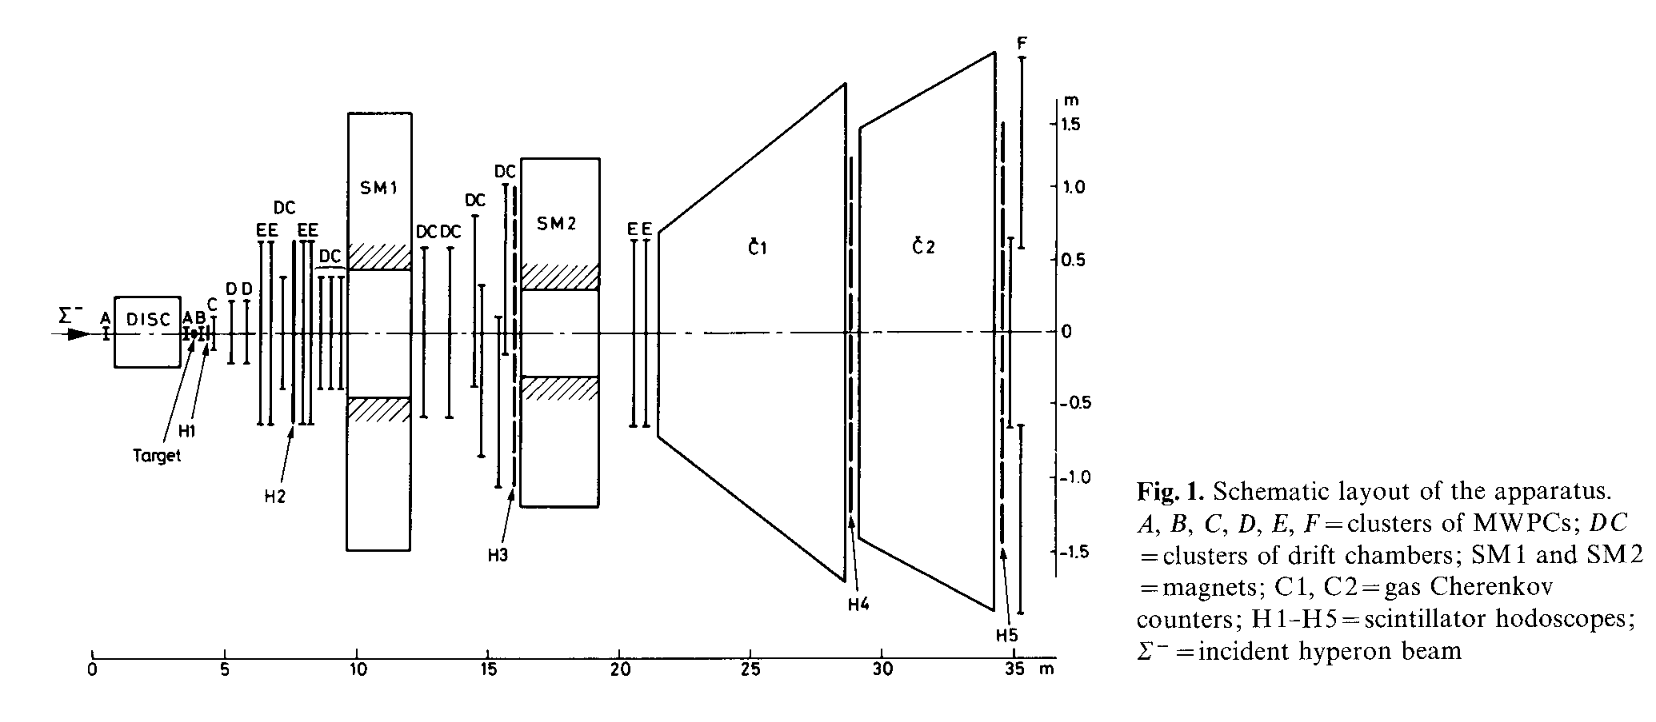 F
m
1.5
SM1
DC
DC
1.0
DC
SM2
EE
EE
DC DC
E E
Č1
Č2
DC
0.5
D D
C
Σ⁻
A
DISC
A B
0
-0.5
H1
Target
H2
-1.0
H3
-1.5
H4
H5
0 5 10 15 20 25 30 35 m
Fig. 1. Schematic layout of the apparatus.
A, B, C, D, E, F = clusters of MWPCs; DC
= clusters of drift chambers; SM1 and SM2
= magnets; C1, C2 = gas Cherenkov
counters; H1–H5 = scintillator hodoscopes;
Σ⁻ = incident hyperon beam